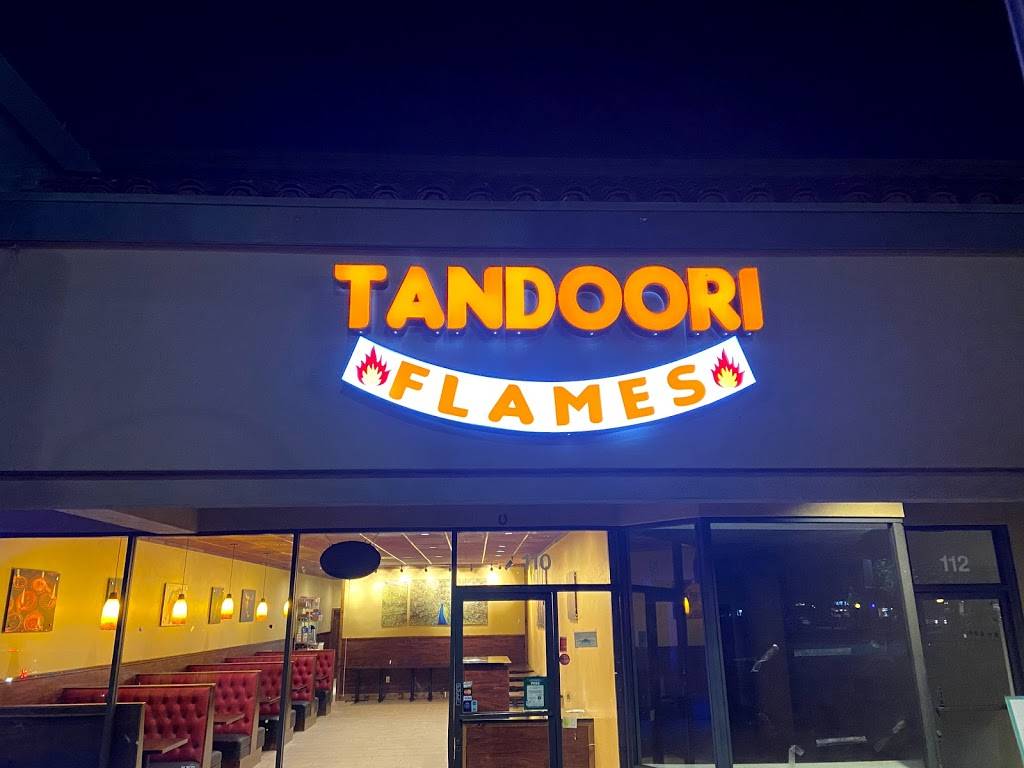 TANDOORI
FLAMES
110
112